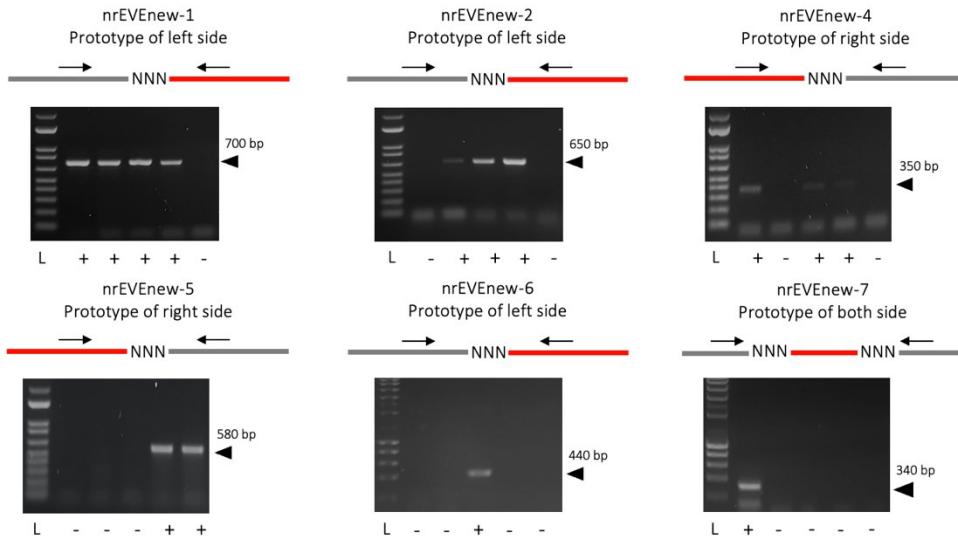 nrEVEnew-1
Prototype of left side
NNN
700 bp
L + + + + -
nrEVEnew-2
Prototype of left side
NNN
650 bp
L - + + + -
nrEVEnew-4
Prototype of right side
NNN
350 bp
L + - + + -
nrEVEnew-5
Prototype of right side
NNN
580 bp
L - - - + +
nrEVEnew-6
Prototype of left side
NNN
440 bp
L - - + - -
nrEVEnew-7
Prototype of both side
NNN NNN
340 bp
L + - - - -